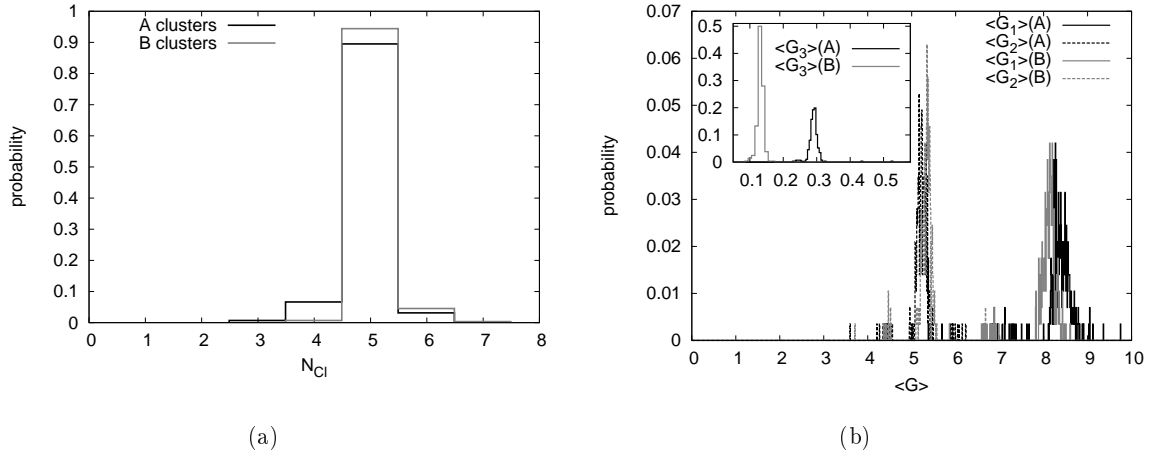 A clusters
B clusters
1
0.9
0.8
0.7
0.6
0.5
0.4
0.3
0.2
0.1
0
probability
0 1 2 3 4 5 6 7 8
N_Cl
(a)
<G_1>(A)
<G_2>(A)
<G_1>(B)
<G_2>(B)
0.07
0.06
0.05
0.04
0.03
0.02
0.01
0
probability
<G_3>(A)
<G_3>(B)
0.5
0.4
0.3
0.2
0.1
0
0.1 0.2 0.3 0.4 0.5
0 1 2 3 4 5 6 7 8 9 10
<G>
(b)